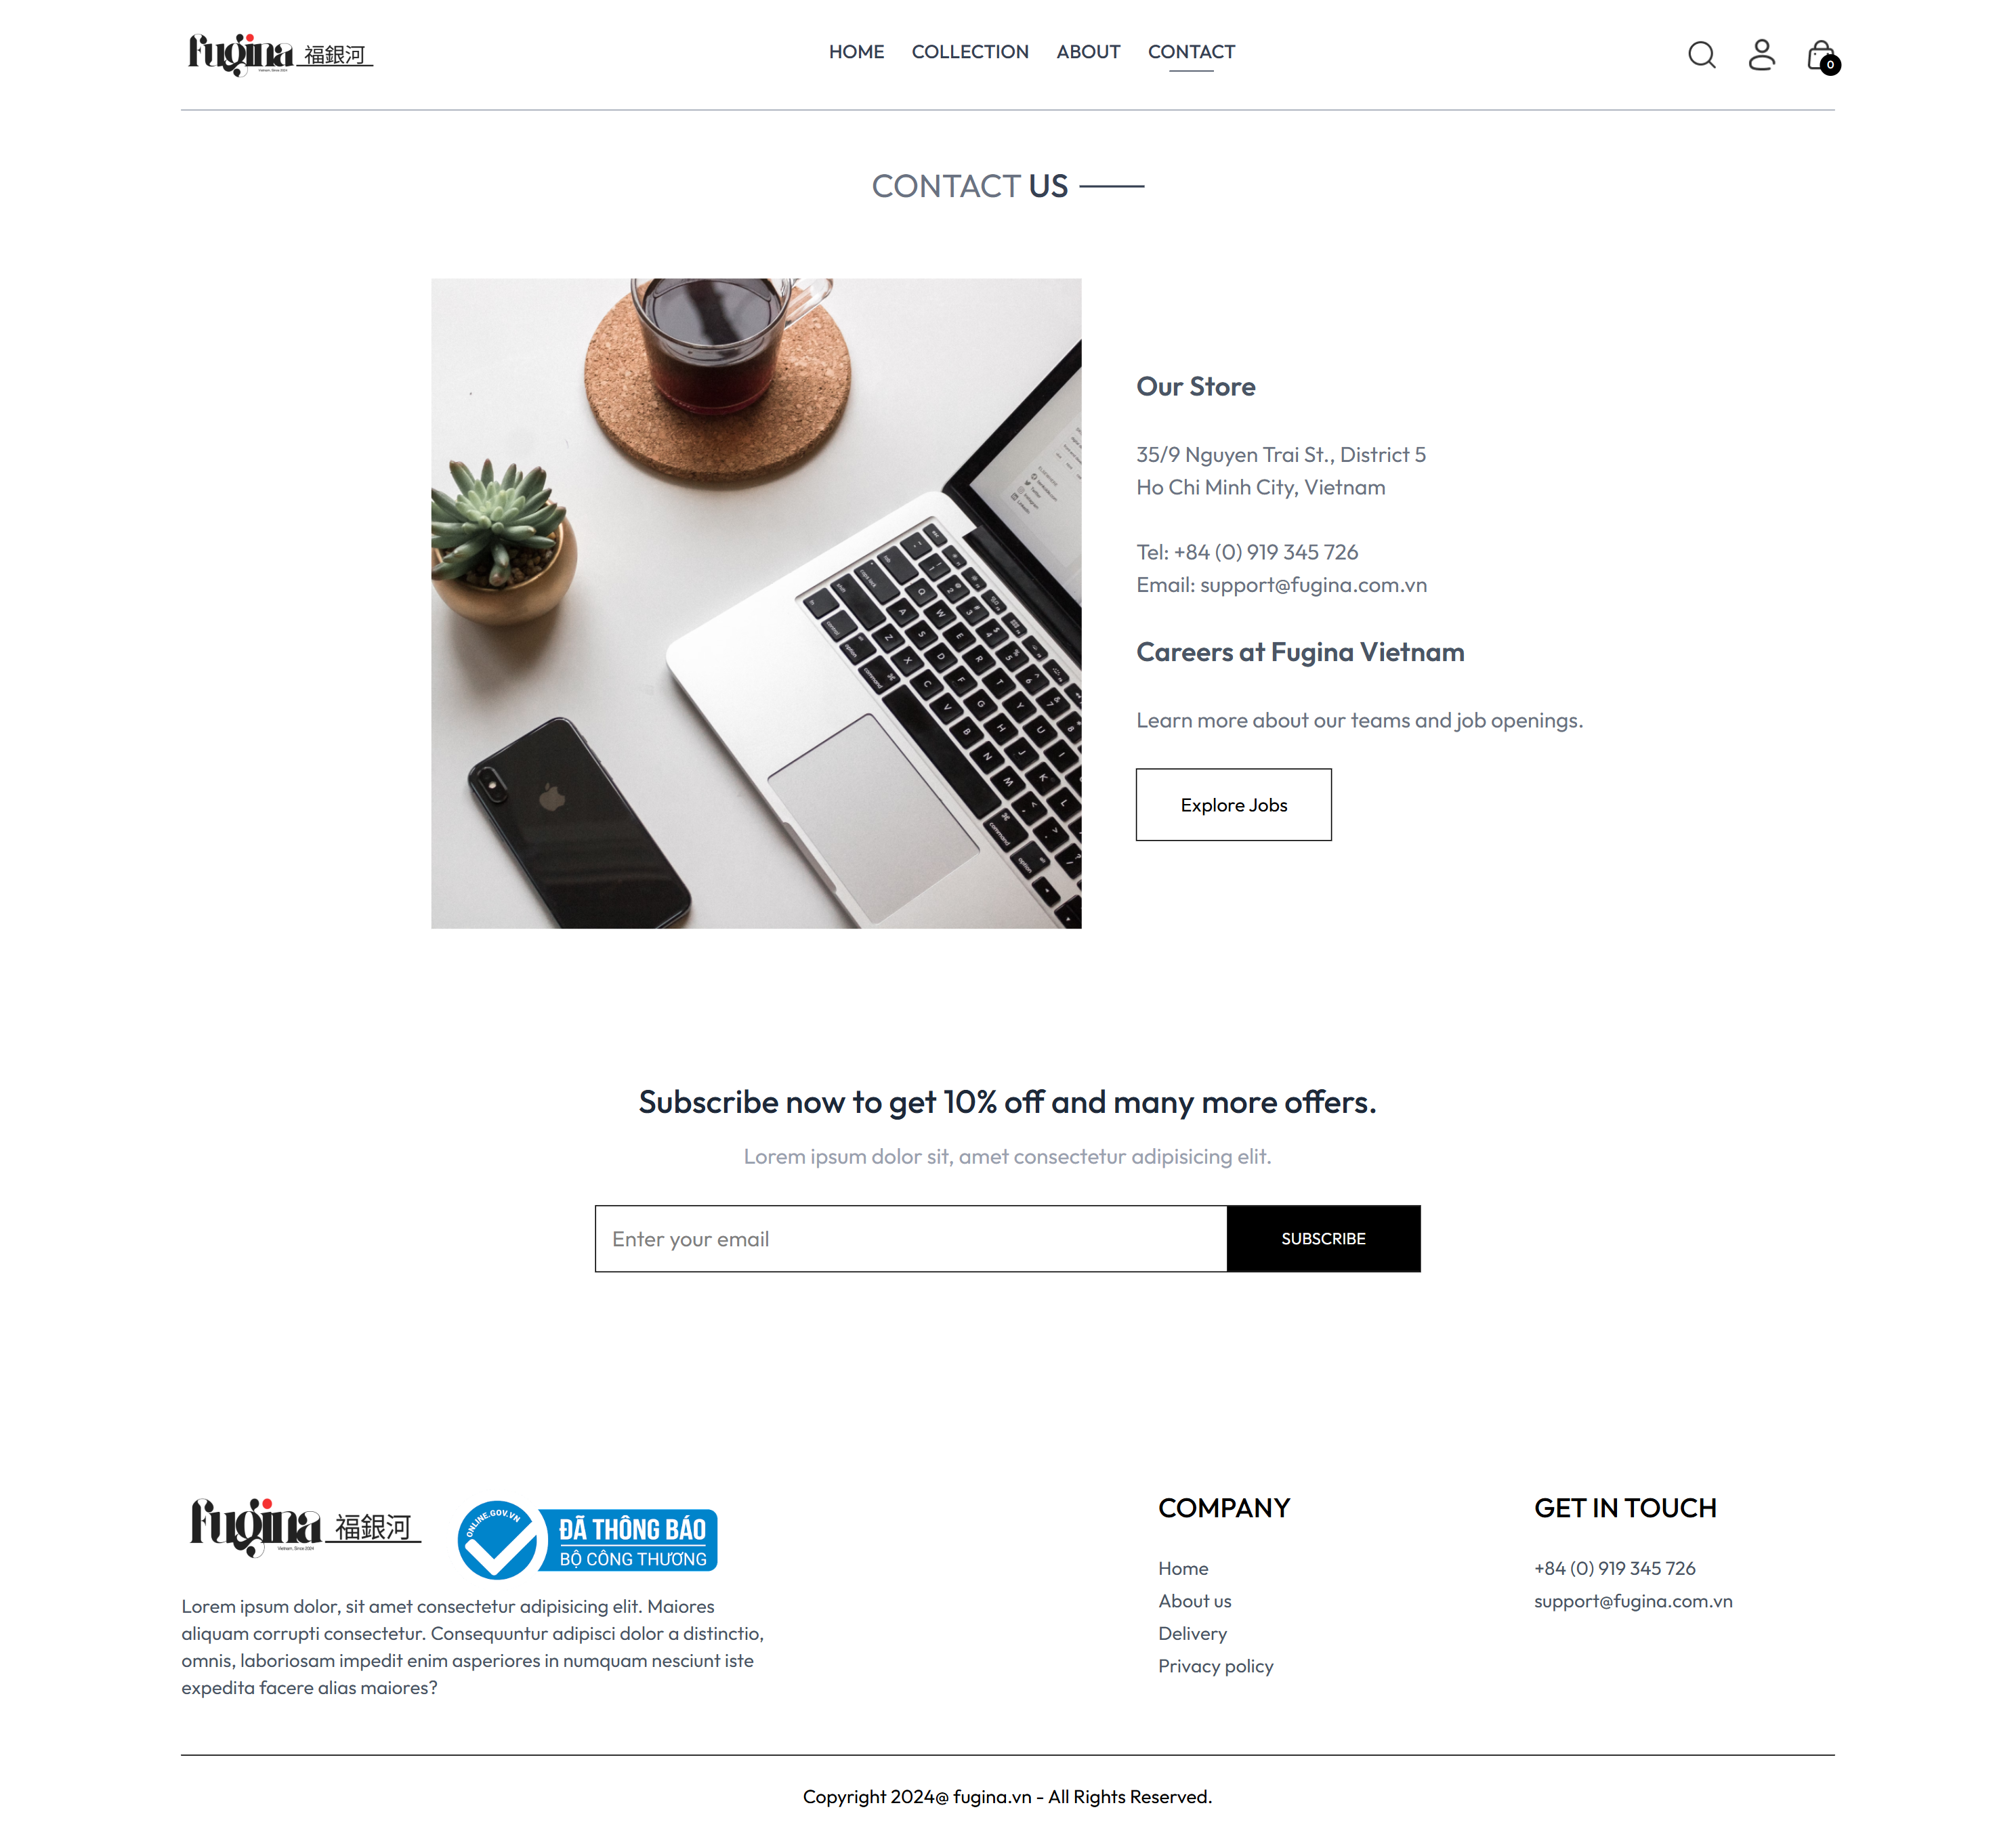 fugina 福銀河
Vietnam, Since 2024
HOME COLLECTION ABOUT CONTACT
0
CONTACT US
Our Store
35/9 Nguyen Trai St., District 5
Ho Chi Minh City, Vietnam
Tel: +84 (0) 919 345 726
Email: support@fugina.com.vn
Careers at Fugina Vietnam
Learn more about our teams and job openings.
Explore Jobs
Subscribe now to get 10% off and many more offers.
Lorem ipsum dolor sit, amet consectetur adipisicing elit.
Enter your email
SUBSCRIBE
fugina 福銀河
Vietnam, Since 2024
ONLINE.GOV.VN
ĐÃ THÔNG BÁO
BỘ CÔNG THƯƠNG
Lorem ipsum dolor, sit amet consectetur adipisicing elit. Maiores
aliquam corrupti consectetur. Consequuntur adipisci dolor a distinctio,
omnis, laboriosam impedit enim asperiores in numquam nesciunt iste
expedita facere alias maiores?
COMPANY
Home
About us
Delivery
Privacy policy
GET IN TOUCH
+84 (0) 919 345 726
support@fugina.com.vn
Copyright 2024@ fugina.vn - All Rights Reserved.